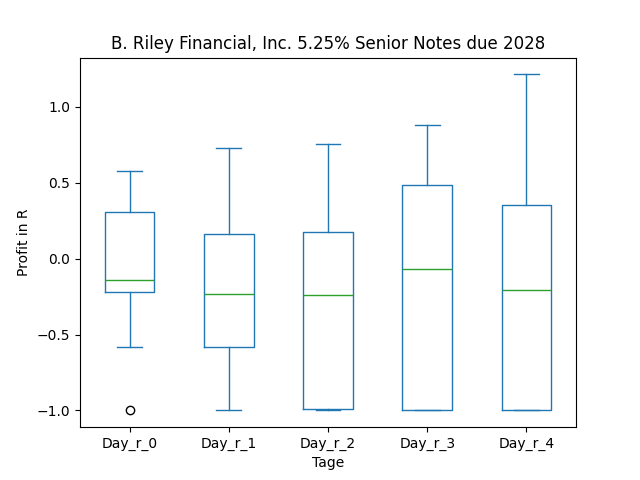 B. Riley Financial, Inc. 5.25% Senior Notes due 2028
Profit in R
1.0
0.5
0.0
−0.5
−1.0
Day_r_0 Day_r_1 Day_r_2 Day_r_3 Day_r_4
Tage